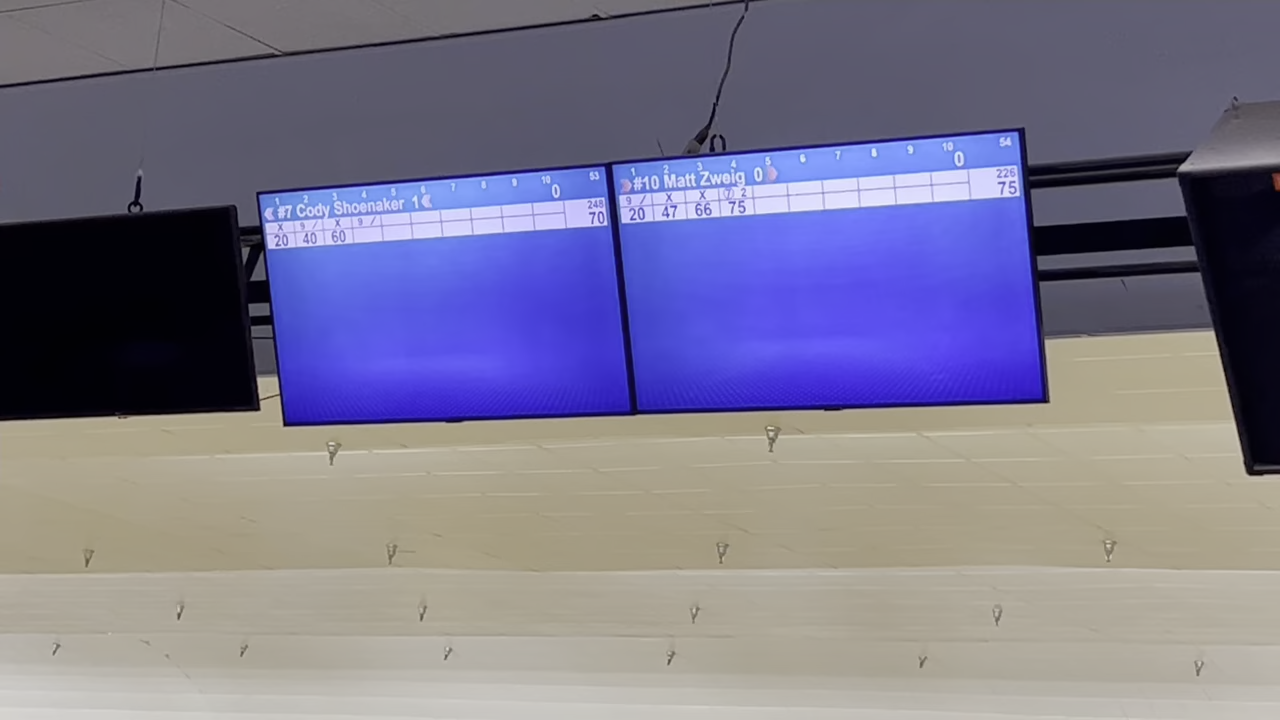 1 2 3 4 5 6 7 8 9 10 53
#7 Cody Shoenaker 1 0
X 9 / X 9 / 248
20 40 60 70
1 2 3 4 5 6 7 8 9 10 54
#10 Matt Zweig 0 0
9 / X X 7 2 226
20 47 66 75 75